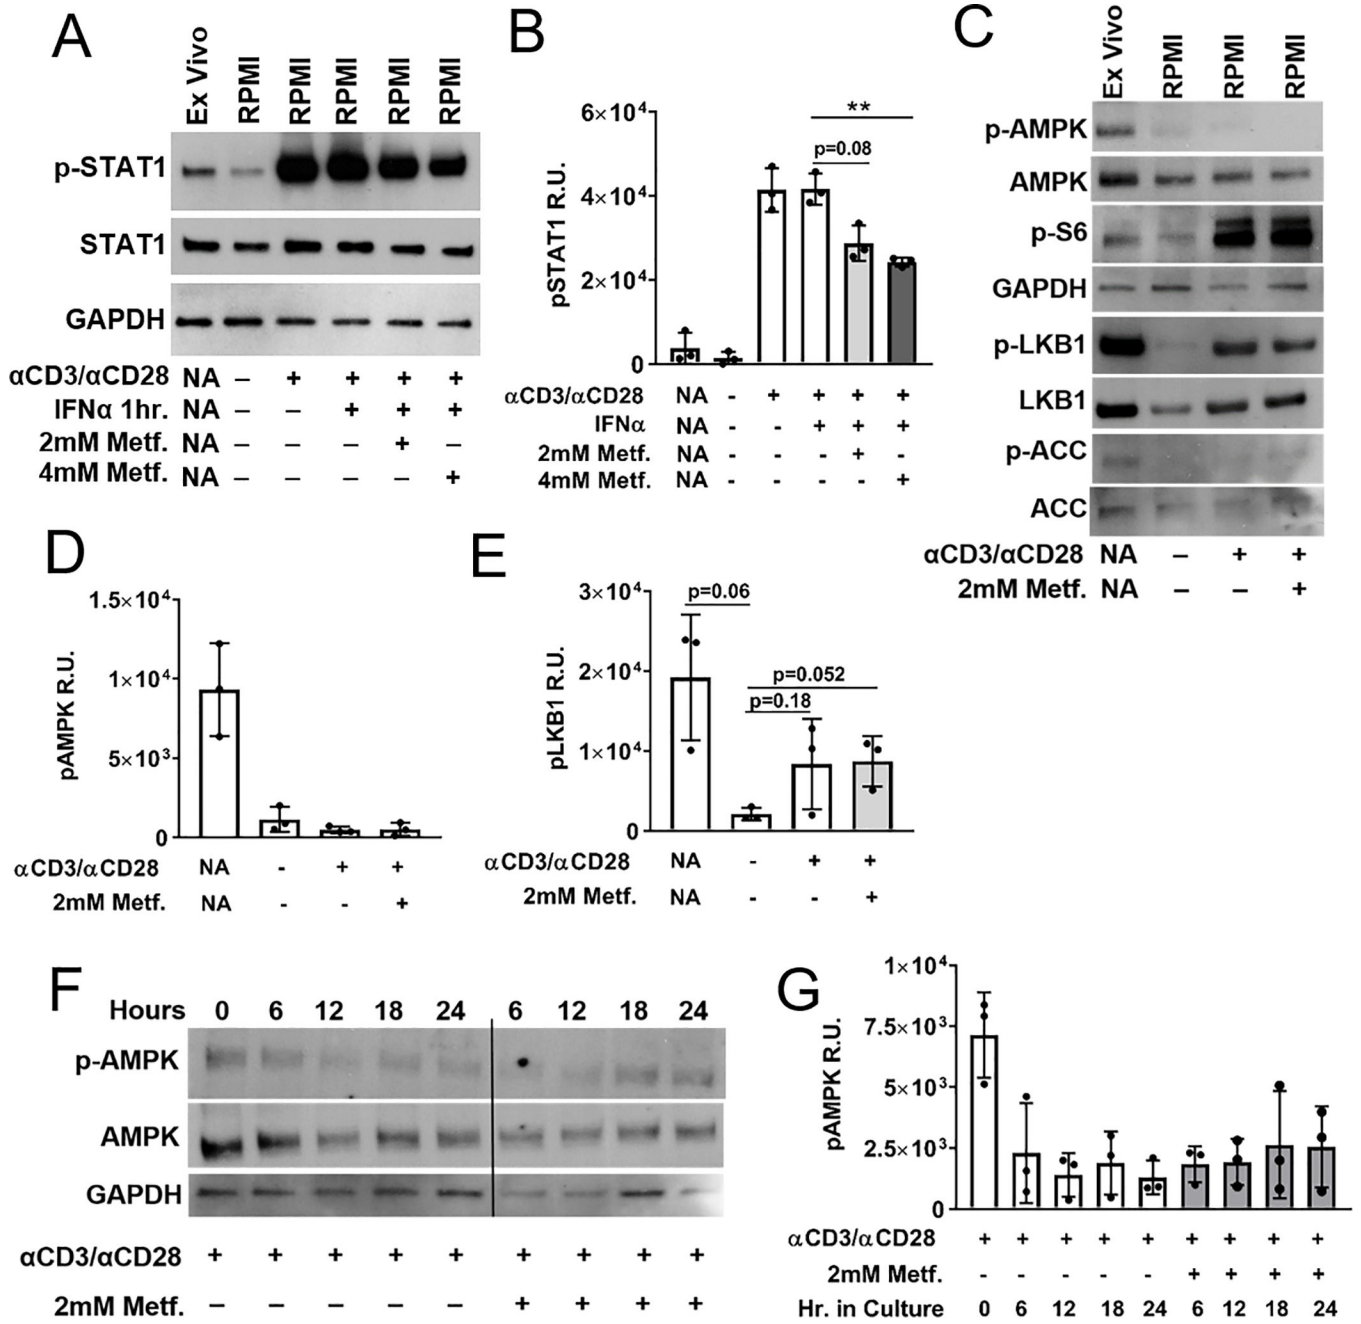 A
Ex Vivo RPMI RPMI RPMI RPMI RPMI
p-STAT1
STAT1
GAPDH
αCD3/αCD28 NA – + + + +
IFNα 1hr. NA – – + + +
2mM Metf. NA – – – + –
4mM Metf. NA – – – – +
B
pSTAT1 R.U.
6×10⁴
4×10⁴
2×10⁴
0
**
p=0.08
αCD3/αCD28 NA - + + + +
IFNα NA - - + + +
2mM Metf. NA - - - +
4mM Metf. NA - - - - +
C
Ex Vivo RPMI RPMI RPMI
p-AMPK
AMPK
p-S6
GAPDH
p-LKB1
LKB1
p-ACC
ACC
αCD3/αCD28 NA – + +
2mM Metf. NA – – +
D
pAMPK R.U.
1.5×10⁴
1×10⁴
5×10³
0
αCD3/αCD28 NA - + +
2mM Metf. NA - - +
E
pLKB1 R.U.
3×10⁴
2×10⁴
1×10⁴
0
p=0.06
p=0.052
p=0.18
αCD3/αCD28 NA - + +
2mM Metf. NA - - +
F
Hours 0 6 12 18 24 6 12 18 24
p-AMPK
AMPK
GAPDH
αCD3/αCD28 + + + + + + + + +
2mM Metf. – – – – – + + + +
G
pAMPK R.U.
1×10⁴
7.5×10³
5×10³
2.5×10³
0
αCD3/αCD28 + + + + + + + + +
2mM Metf. - - - - - + + + +
Hr. in Culture 0 6 12 18 24 6 12 18 24